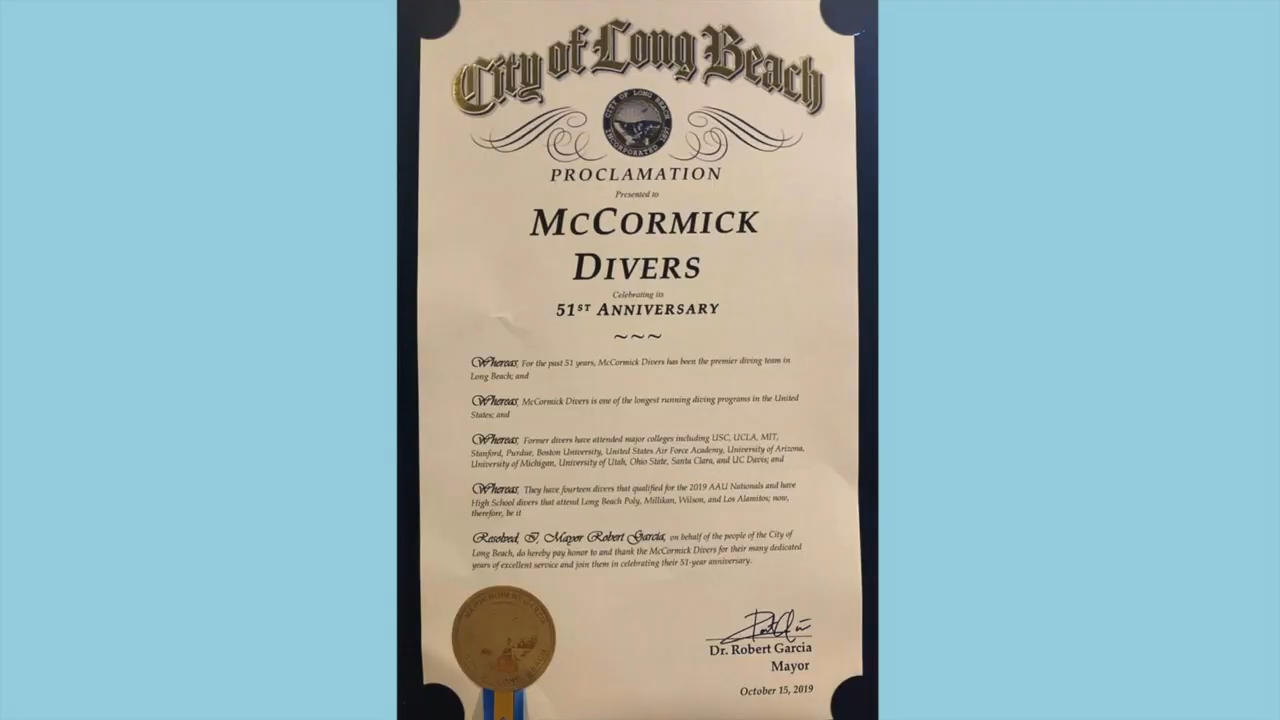 City of Long Beach
CITY OF LONG BEACH
INCORPORATED 1897
PROCLAMATION
Presented to
MCCORMICK
DIVERS
Celebrating its
51ST ANNIVERSARY
~~~
Whereas, For the past 51 years, McCormick Divers has been the premier diving team in
Long Beach; and
Whereas, McCormick Divers is one of the longest running diving programs in the United
States; and
Whereas, Former divers have attended major colleges including USC, UCLA, MIT,
Stanford, Purdue, Boston University, United States Air Force Academy, University of Arizona,
University of Michigan, University of Utah, Ohio State, Santa Clara, and UC Davis; and
Whereas, They have fourteen divers that qualified for the 2019 AAU Nationals and have
High School divers that attend Long Beach Poly, Millikan, Wilson, and Los Alamitos; now,
therefore, be it
Resolved, I, Mayor Robert Garcia, on behalf of the people of the City of
Long Beach, do hereby pay honor to and thank the McCormick Divers for their many dedicated
years of excellent service and join them in celebrating their 51-year anniversary.
Dr. Robert Garcia
Mayor
October 15, 2019